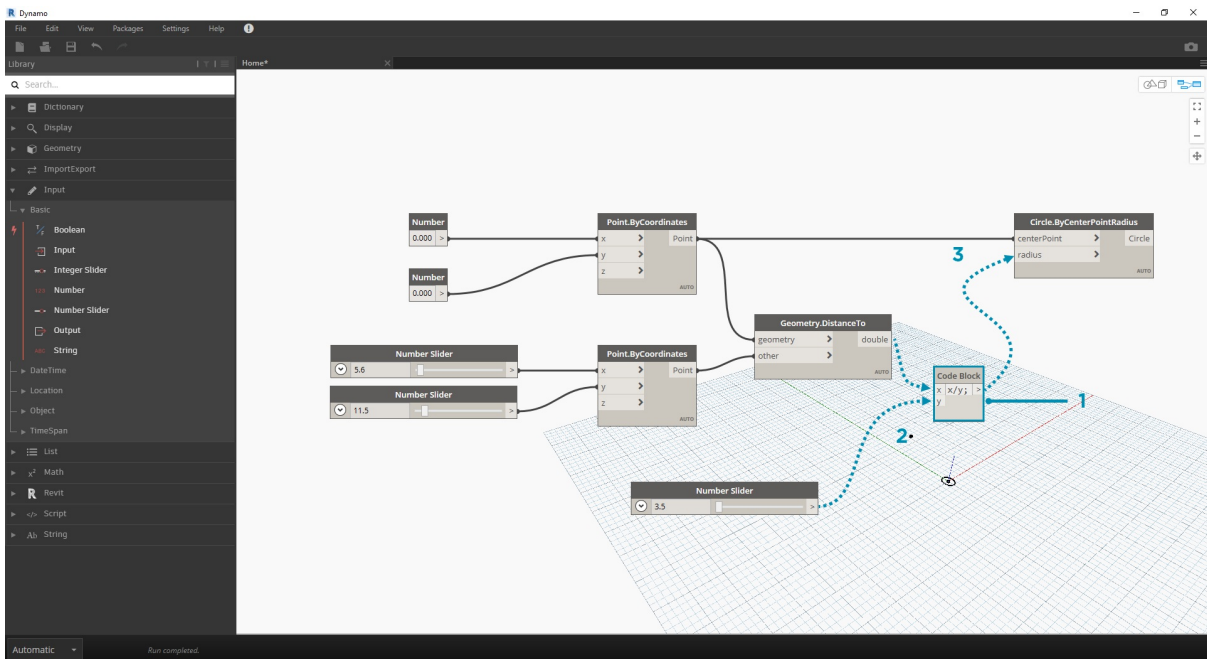 Dynamo
File Edit View Packages Settings Help
Library
Home*
Search...
Dictionary
Display
Geometry
ImportExport
Input
Basic
Boolean
Input
Integer Slider
123 Number
Number Slider
Output
ABC String
DateTime
Location
Object
TimeSpan
List
x² Math
R Revit
</> Script
Ab String
Number
0.000 >
Number
0.000 >
Point.ByCoordinates
x > Point
y >
z >
AUTO
Circle.ByCenterPointRadius
centerPoint > Circle
radius >
AUTO
3
Geometry.DistanceTo
geometry > double
other >
AUTO
Number Slider
5.6 >
Number Slider
11.5 >
Point.ByCoordinates
x > Point
y >
z >
AUTO
Code Block
x x/y; >
y
1
2
Number Slider
3.5 >
Automatic
Run completed.